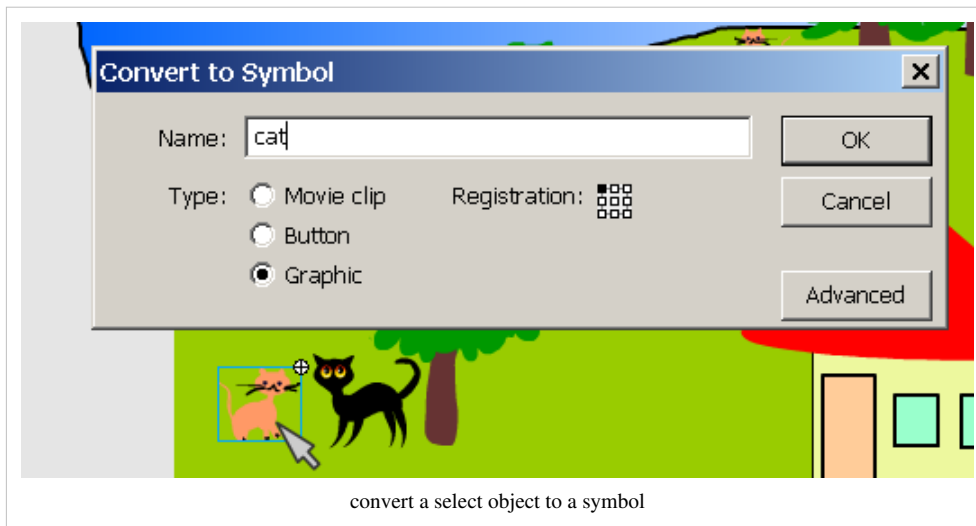 Convert to Symbol
Name: cat OK
Type: Movie clip Registration: Cancel
Button
Graphic
Advanced
convert a select object to a symbol